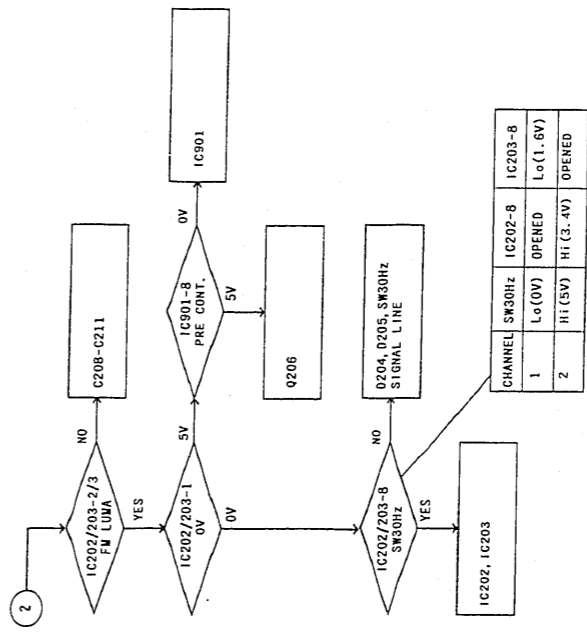 2
IC202/203-2/3
FM LUMA
NO
C208-C211
YES
IC202/203-1
0V
5V
IC901-8
PRE CONT.
0V
IC901
5V
Q206
0V
IC202/203-8
SW30Hz
NO
D204, D205, SW30Hz
SIGNAL LINE
YES
IC202, IC203
CHANNEL SW30Hz IC202-8 IC203-8
1 Lo(0V) OPENED Lo(1.6V)
2 Hi(5V) Hi(3.4V) OPENED